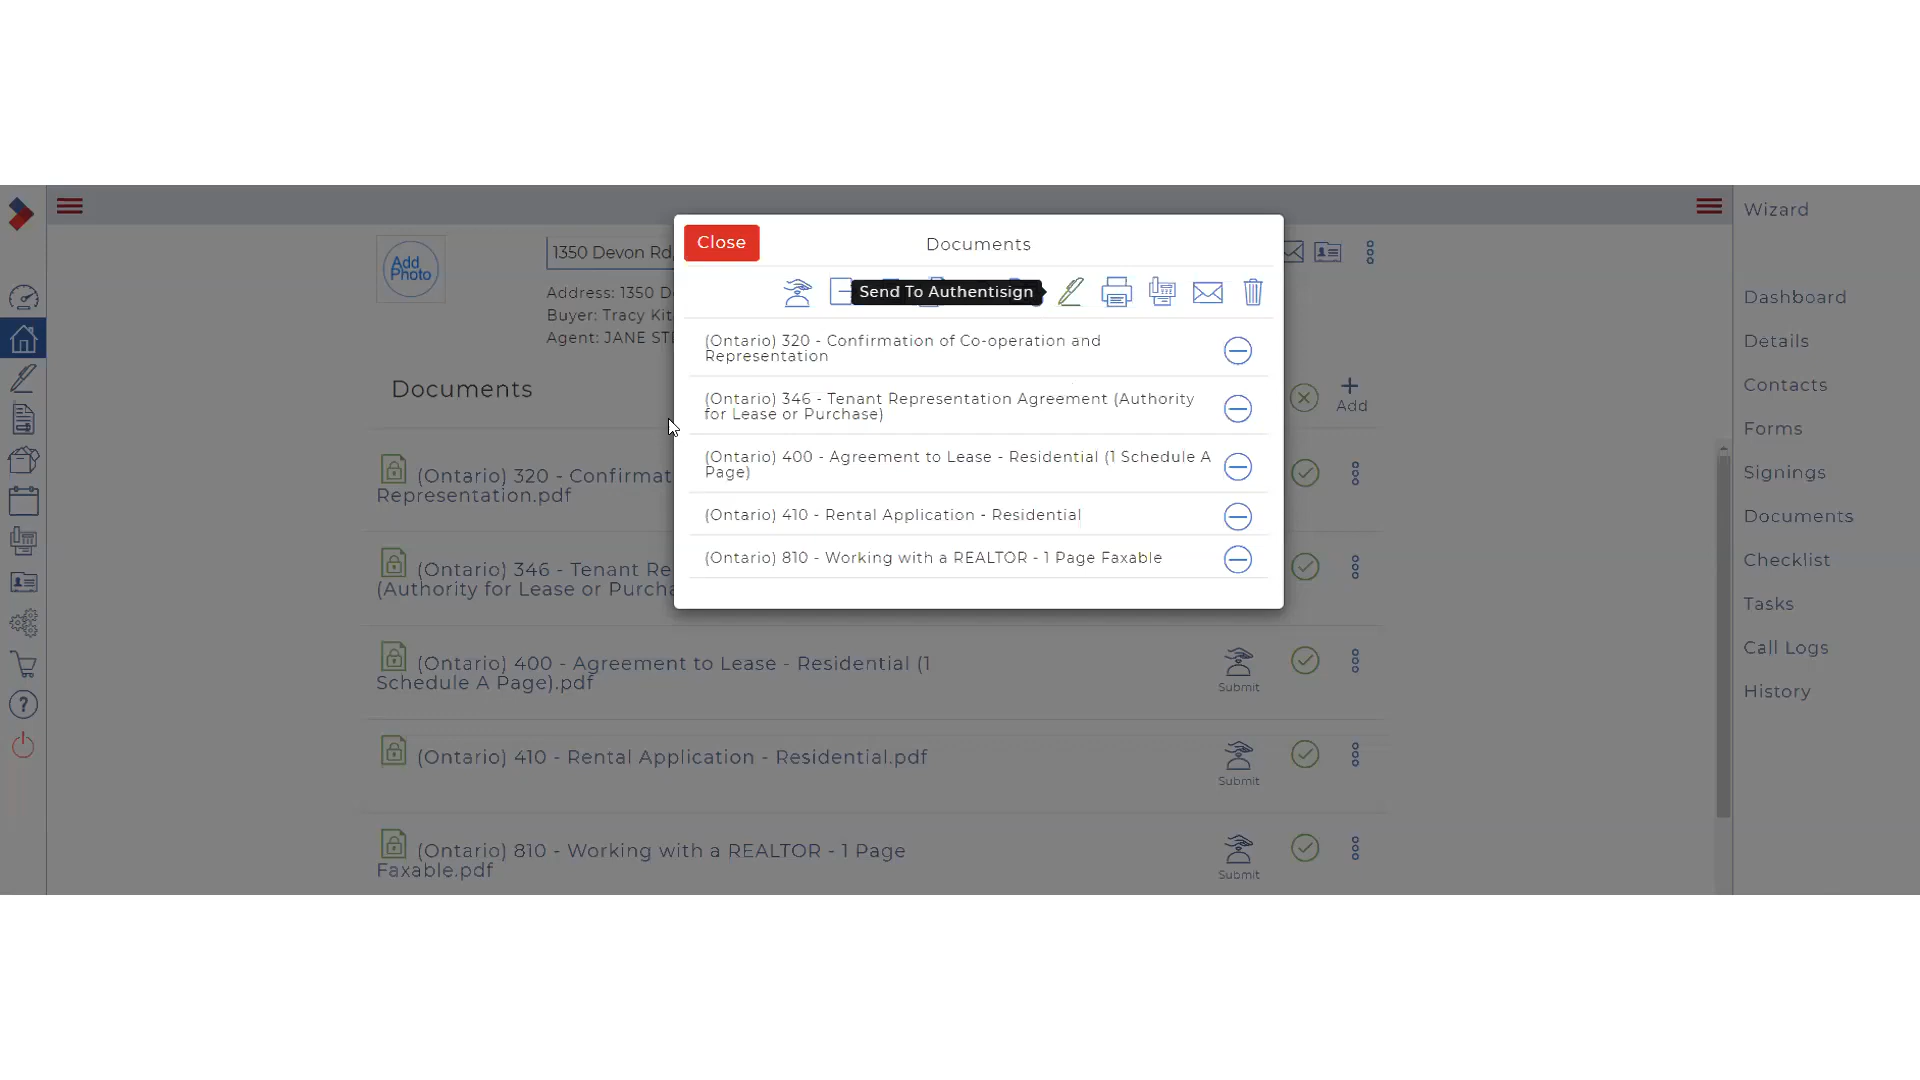 Wizard
Close
Documents
Add
Photo
1350 Devon Rd,
Send To Authentisign
Address: 1350 D
Buyer: Tracy Kit
Agent: JANE STE
Dashboard
Details
Contacts
Forms
Signings
Documents
Checklist
Tasks
Call Logs
History
(Ontario) 320 - Confirmation of Co-operation and
Representation
(Ontario) 346 - Tenant Representation Agreement (Authority
for Lease or Purchase)
(Ontario) 400 - Agreement to Lease - Residential (1 Schedule A
Page)
(Ontario) 410 - Rental Application - Residential
(Ontario) 810 - Working with a REALTOR - 1 Page Faxable
Documents
Add
(Ontario) 320 - Confirmat
Representation.pdf
(Ontario) 346 - Tenant Re
(Authority for Lease or Purcha
(Ontario) 400 - Agreement to Lease - Residential (1
Schedule A Page).pdf
Submit
(Ontario) 410 - Rental Application - Residential.pdf
Submit
(Ontario) 810 - Working with a REALTOR - 1 Page
Faxable.pdf
Submit
?